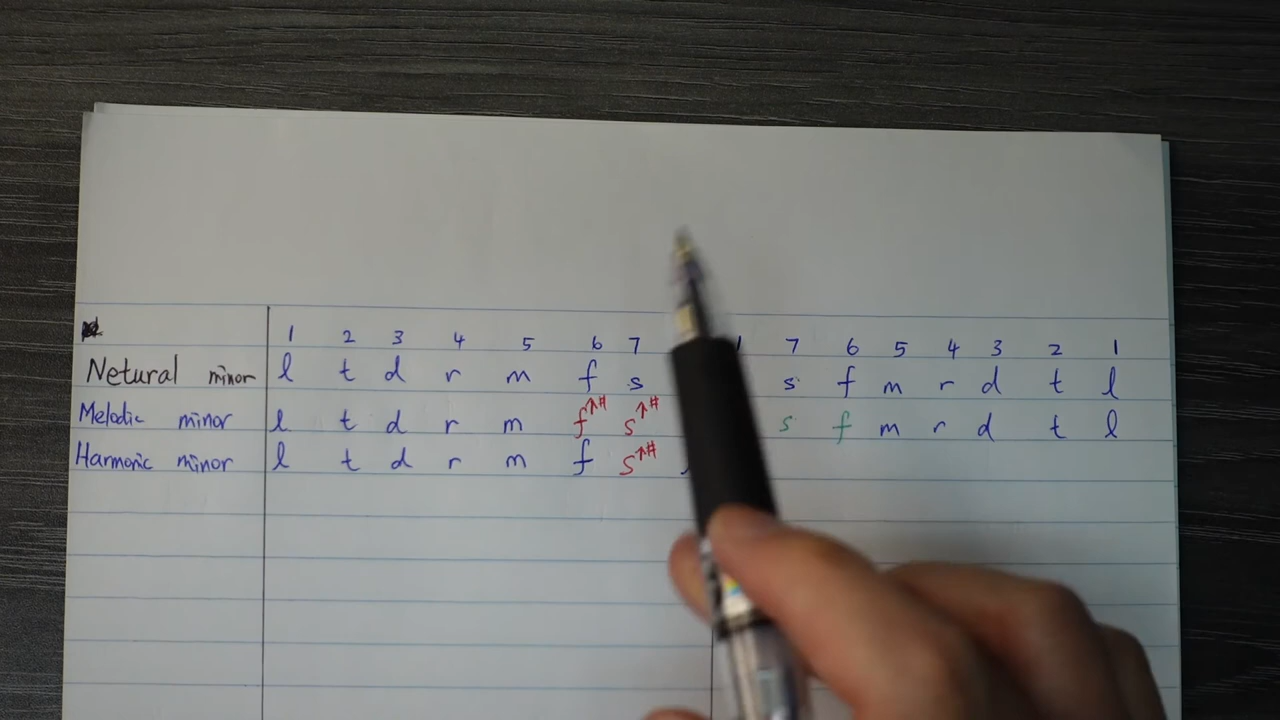 1 2 3 4 5 6 7 1 7 6 5 4 3 2 1
Netural minor l t d r m f s s f m r d t l
Melodic minor l t d r m f↑# s↑# s f m r d t l
Harmonic minor l t d r m f s↑#